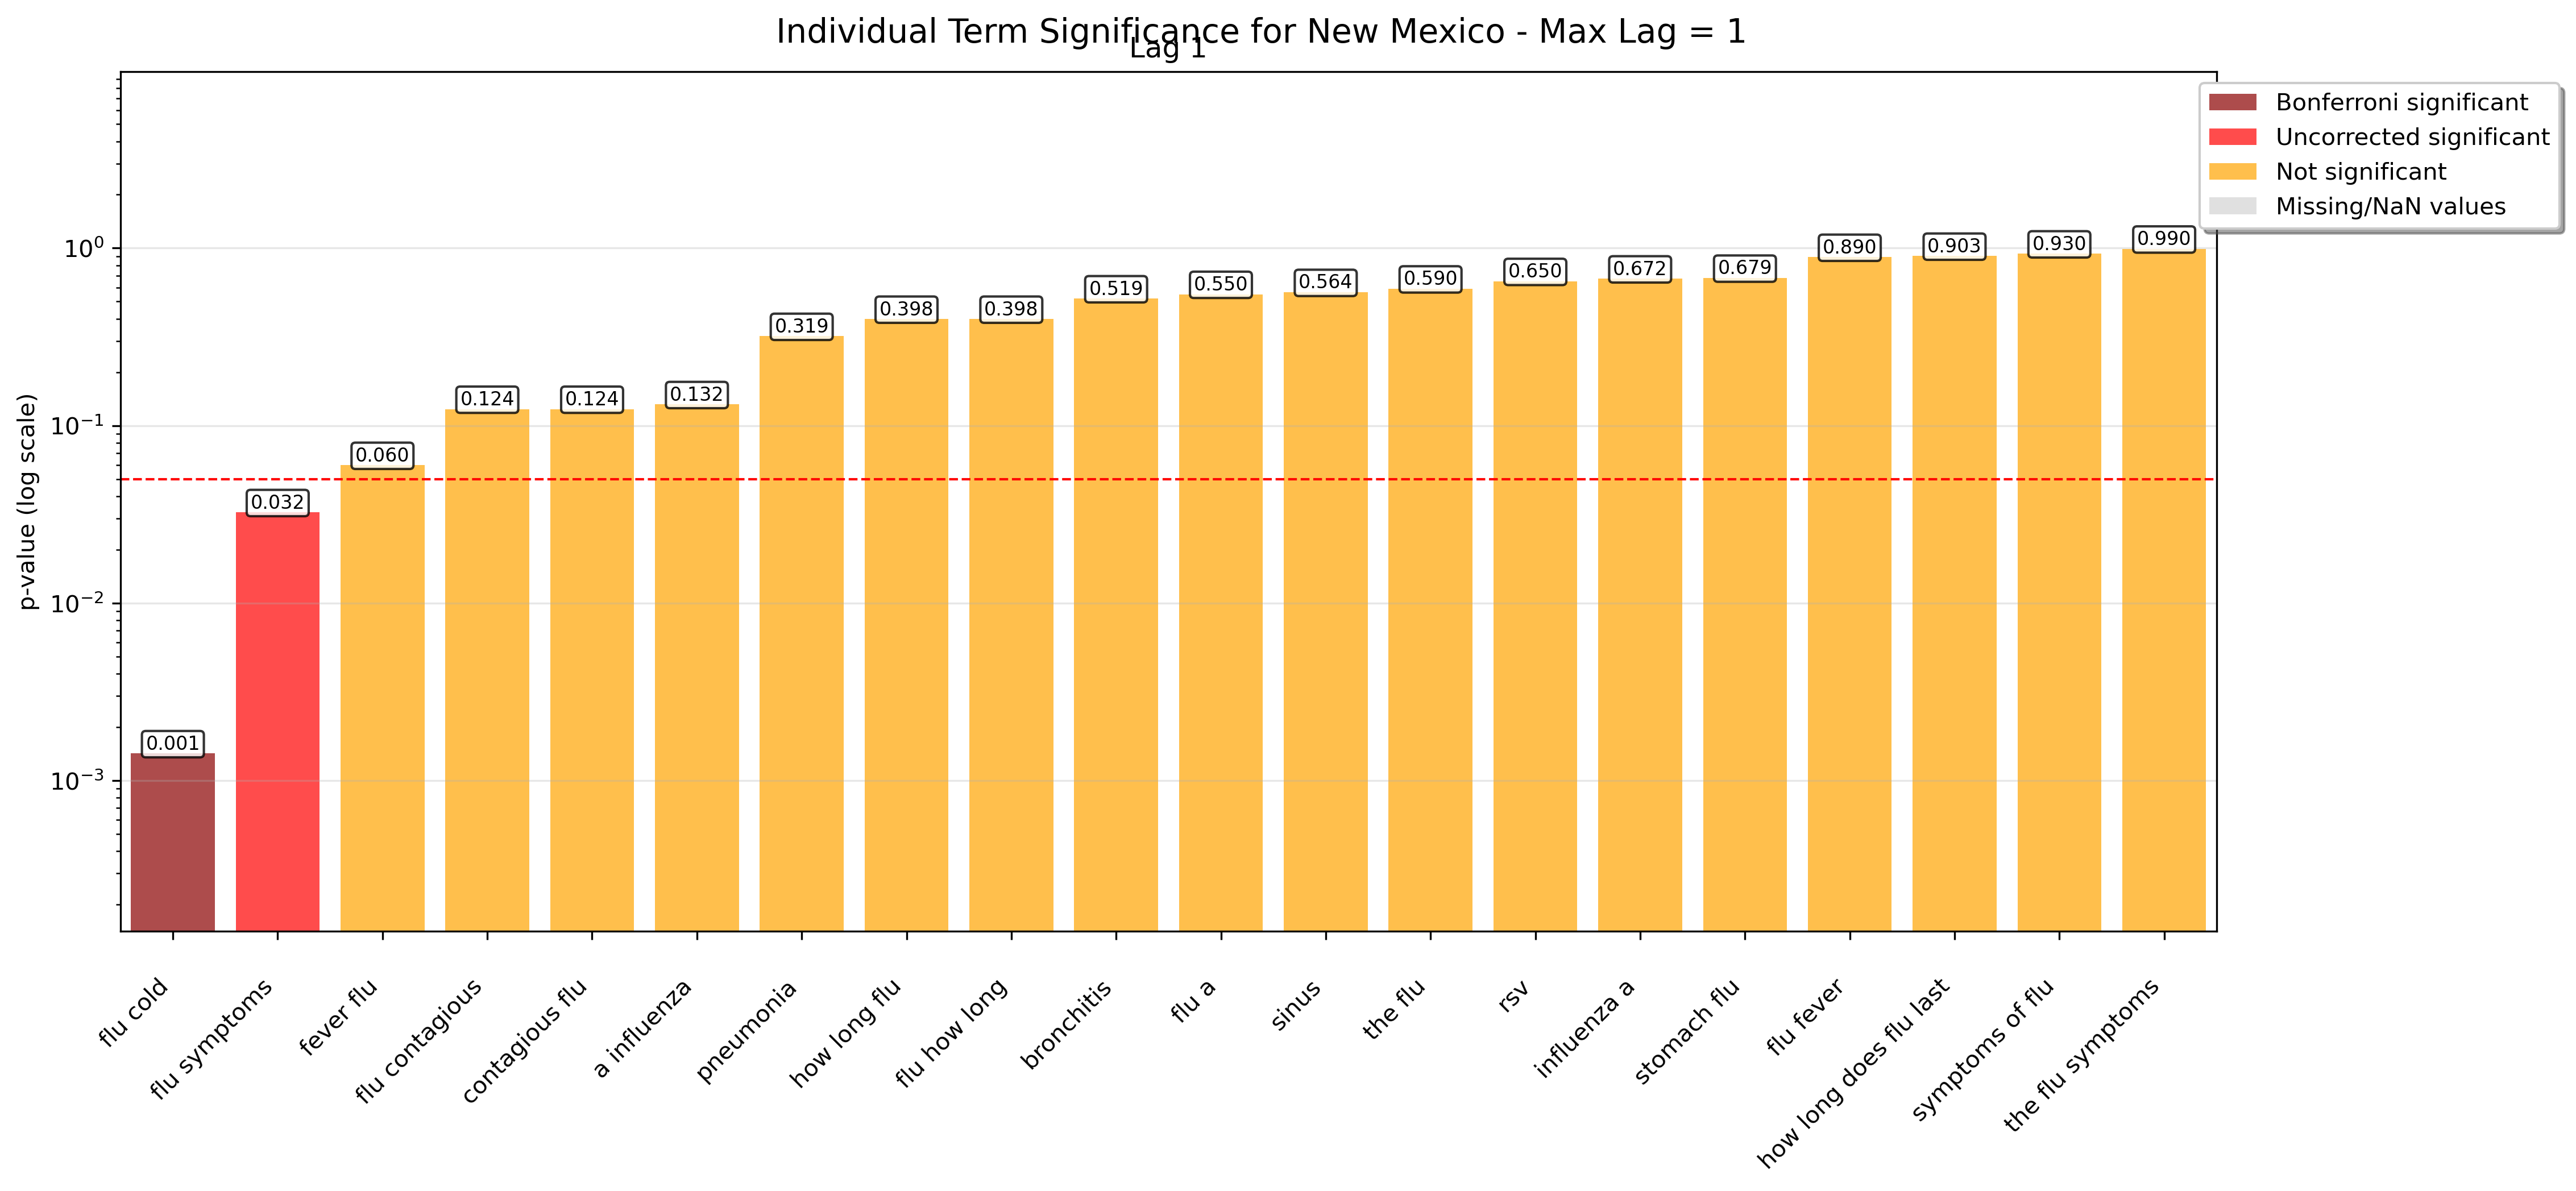 Individual Term Significance for New Mexico - Max Lag = 1
Lag 1
Bonferroni significant
Uncorrected significant
Not significant
Missing/NaN values
p-value (log scale)
10⁰
10⁻¹
10⁻²
10⁻³
0.001
0.032
0.060
0.124
0.124
0.132
0.319
0.398
0.398
0.519
0.550
0.564
0.590
0.650
0.672
0.679
0.890
0.903
0.930
0.990
flu cold
flu symptoms
fever flu
flu contagious
contagious flu
a influenza
pneumonia
how long flu
flu how long
bronchitis
flu a
sinus
the flu
rsv
influenza a
stomach flu
flu fever
how long does flu last
symptoms of flu
the flu symptoms